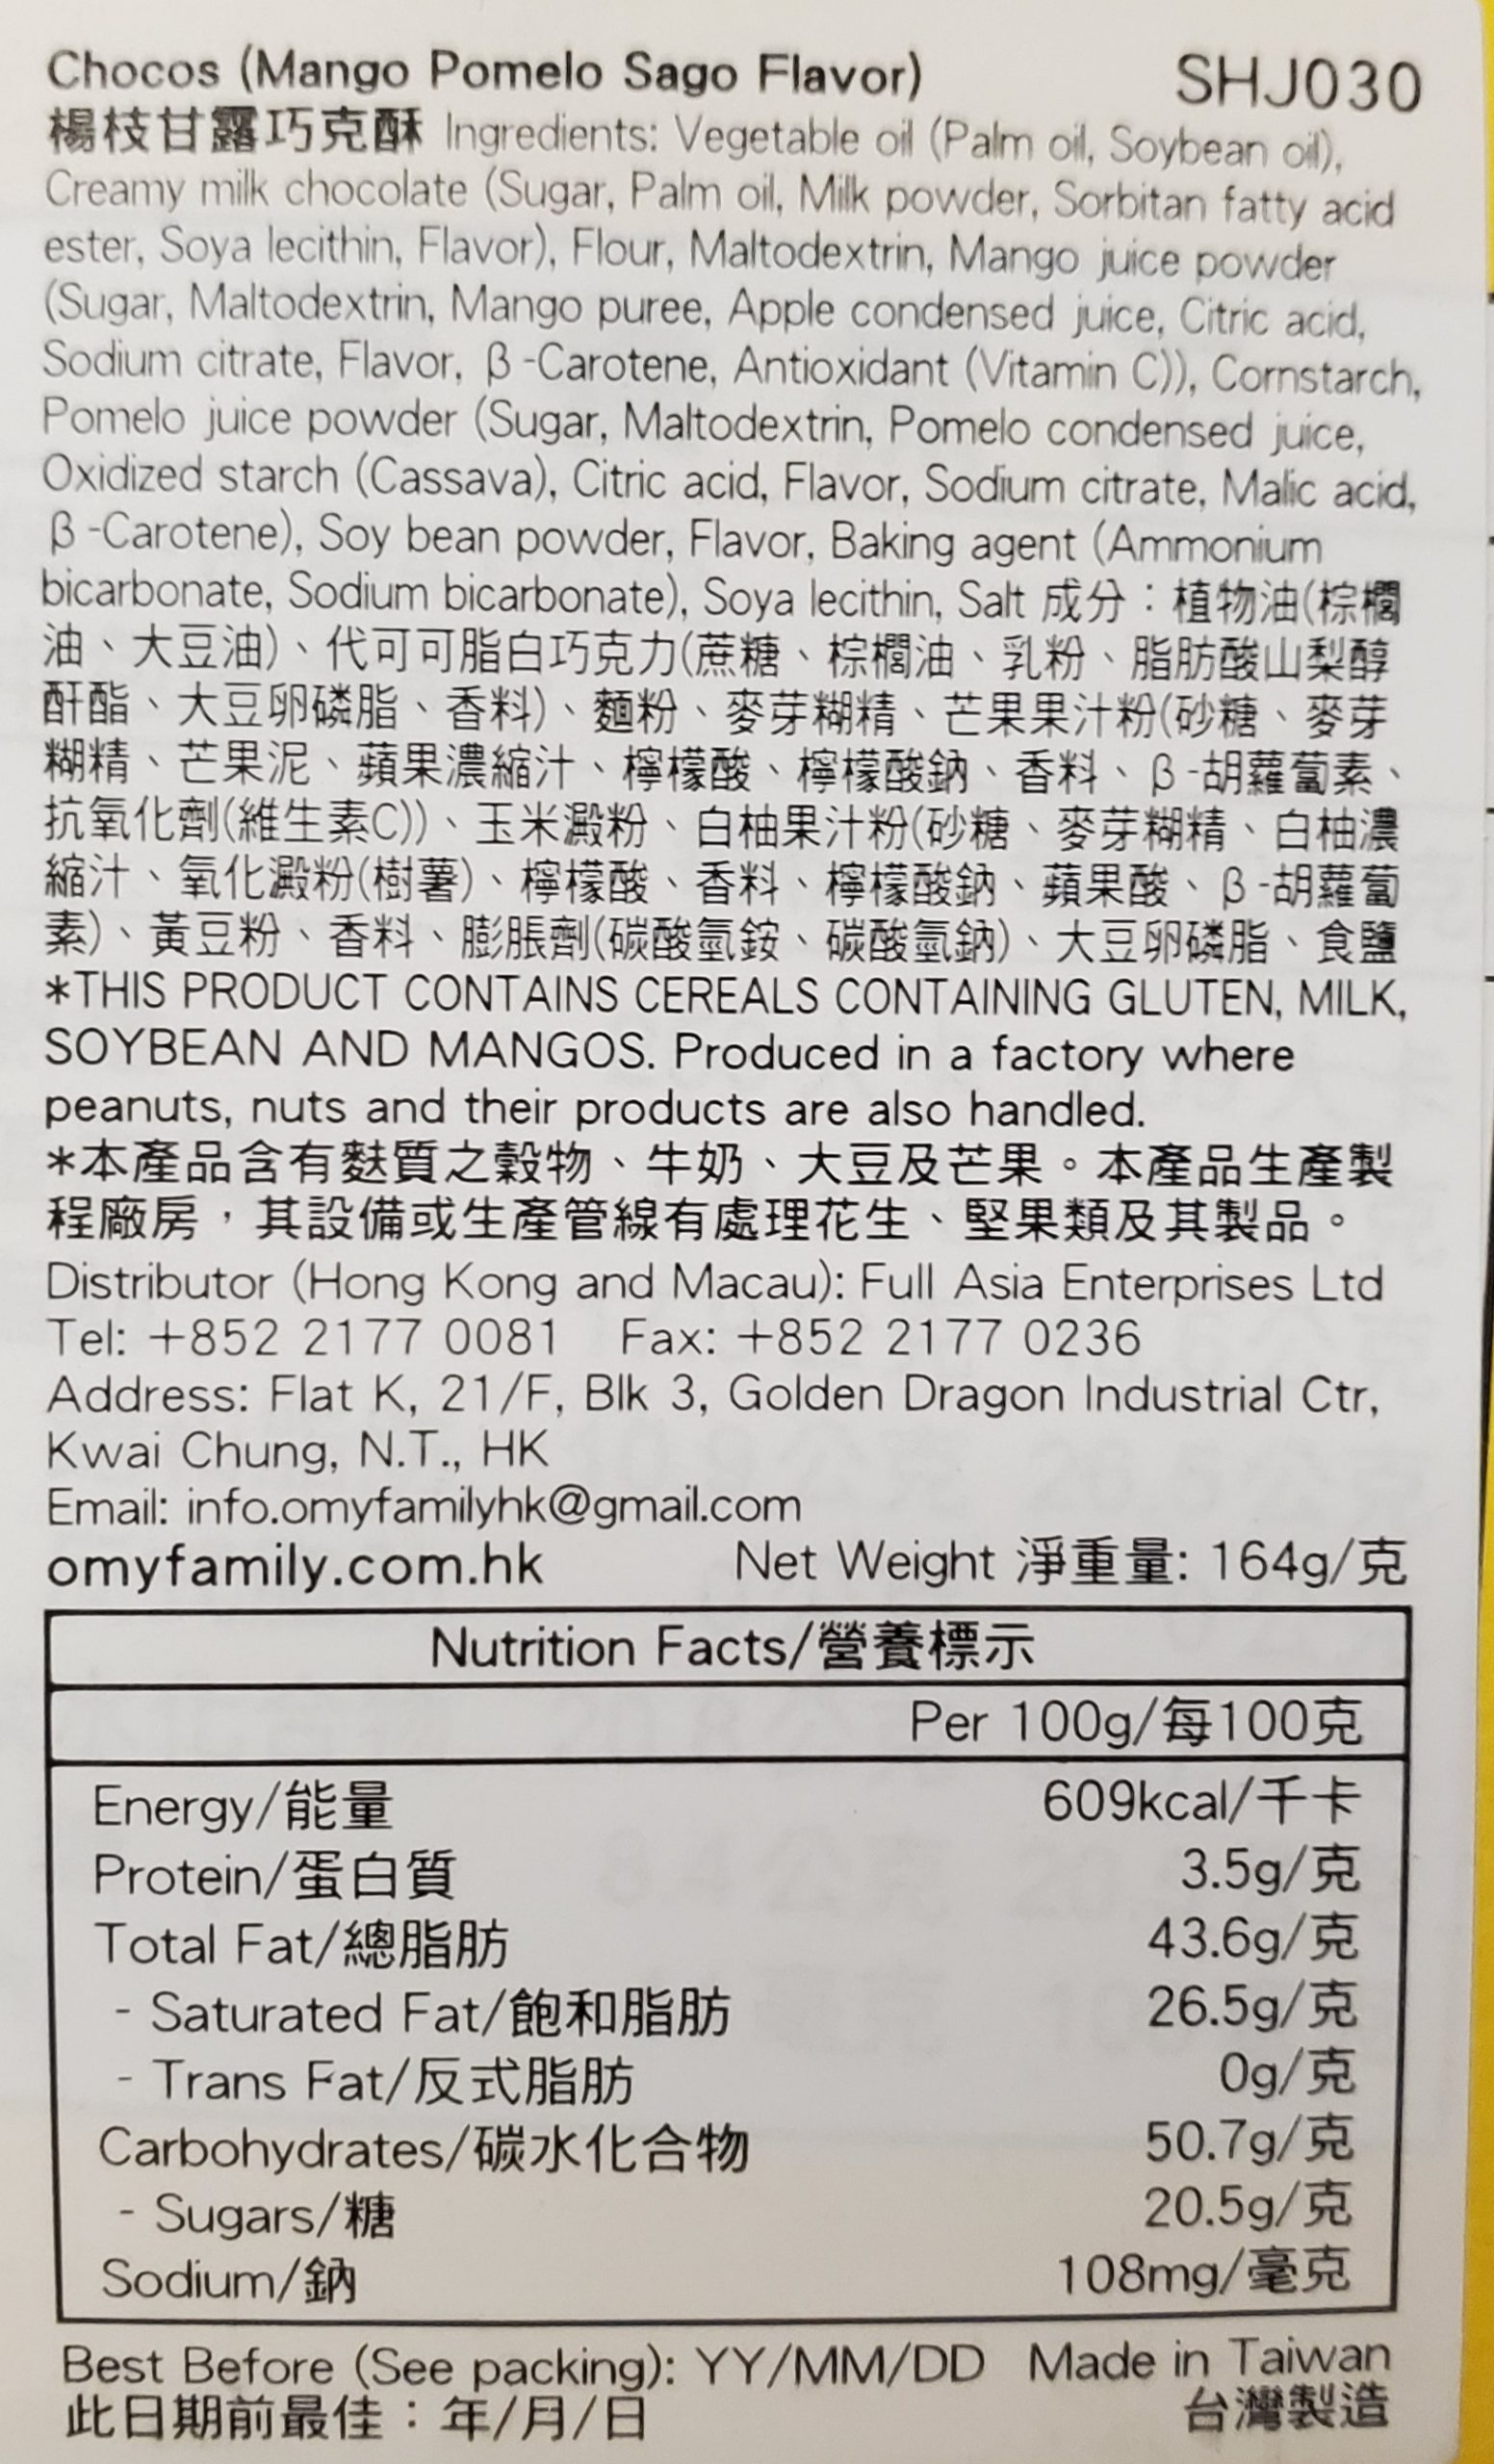 Chocos (Mango Pomelo Sago Flavor) SHJ030
楊枝甘露巧克酥 Ingredients: Vegetable oil (Palm oil, Soybean oil),
Creamy milk chocolate (Sugar, Palm oil, Milk powder, Sorbitan fatty acid
ester, Soya lecithin, Flavor), Flour, Maltodextrin, Mango juice powder
(Sugar, Maltodextrin, Mango puree, Apple condensed juice, Citric acid,
Sodium citrate, Flavor, β-Carotene, Antioxidant (Vitamin C)), Cornstarch,
Pomelo juice powder (Sugar, Maltodextrin, Pomelo condensed juice,
Oxidized starch (Cassava), Citric acid, Flavor, Sodium citrate, Malic acid,
β-Carotene), Soy bean powder, Flavor, Baking agent (Ammonium
bicarbonate, Sodium bicarbonate), Soya lecithin, Salt 成分：植物油(棕櫚
油、大豆油)、代可可脂白巧克力(蔗糖、棕櫚油、乳粉、脂肪酸山梨醇
酐酯、大豆卵磷脂、香料)、麵粉、麥芽糊精、芒果果汁粉(砂糖、麥芽
糊精、芒果泥、蘋果濃縮汁、檸檬酸、檸檬酸鈉、香料、β-胡蘿蔔素、
抗氧化劑(維生素C))、玉米澱粉、白柚果汁粉(砂糖、麥芽糊精、白柚濃
縮汁、氧化澱粉(樹薯)、檸檬酸、香料、檸檬酸鈉、蘋果酸、β-胡蘿蔔
素)、黃豆粉、香料、膨脹劑(碳酸氫銨、碳酸氫鈉)、大豆卵磷脂、食鹽
*THIS PRODUCT CONTAINS CEREALS CONTAINING GLUTEN, MILK,
SOYBEAN AND MANGOS. Produced in a factory where
peanuts, nuts and their products are also handled.
*本產品含有麩質之穀物、牛奶、大豆及芒果。本產品生產製
程廠房，其設備或生產管線有處理花生、堅果類及其製品。
Distributor (Hong Kong and Macau): Full Asia Enterprises Ltd
Tel: +852 2177 0081 Fax: +852 2177 0236
Address: Flat K, 21/F, Blk 3, Golden Dragon Industrial Ctr,
Kwai Chung, N.T., HK
Email: info.omyfamilyhk@gmail.com
omyfamily.com.hk Net Weight 淨重量: 164g/克
Nutrition Facts/營養標示
Per 100g/每100克
Energy/能量 609kcal/千卡
Protein/蛋白質 3.5g/克
Total Fat/總脂肪 43.6g/克
- Saturated Fat/飽和脂肪 26.5g/克
- Trans Fat/反式脂肪 0g/克
Carbohydrates/碳水化合物 50.7g/克
- Sugars/糖 20.5g/克
Sodium/鈉 108mg/毫克
Best Before (See packing): YY/MM/DD Made in Taiwan
此日期前最佳：年/月/日 台灣製造